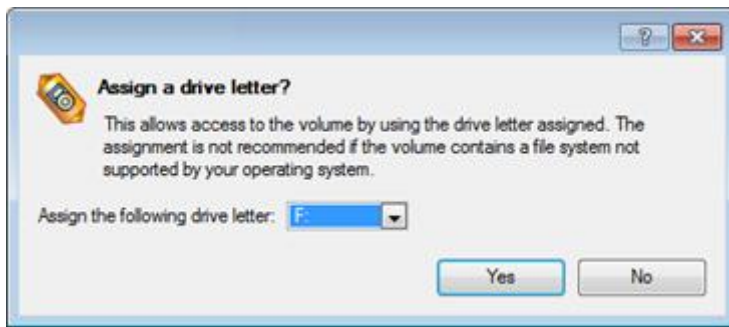 Assign a drive letter?
This allows access to the volume by using the drive letter assigned. The
assignment is not recommended if the volume contains a file system not
supported by your operating system.
Assign the following drive letter: F:
Yes No